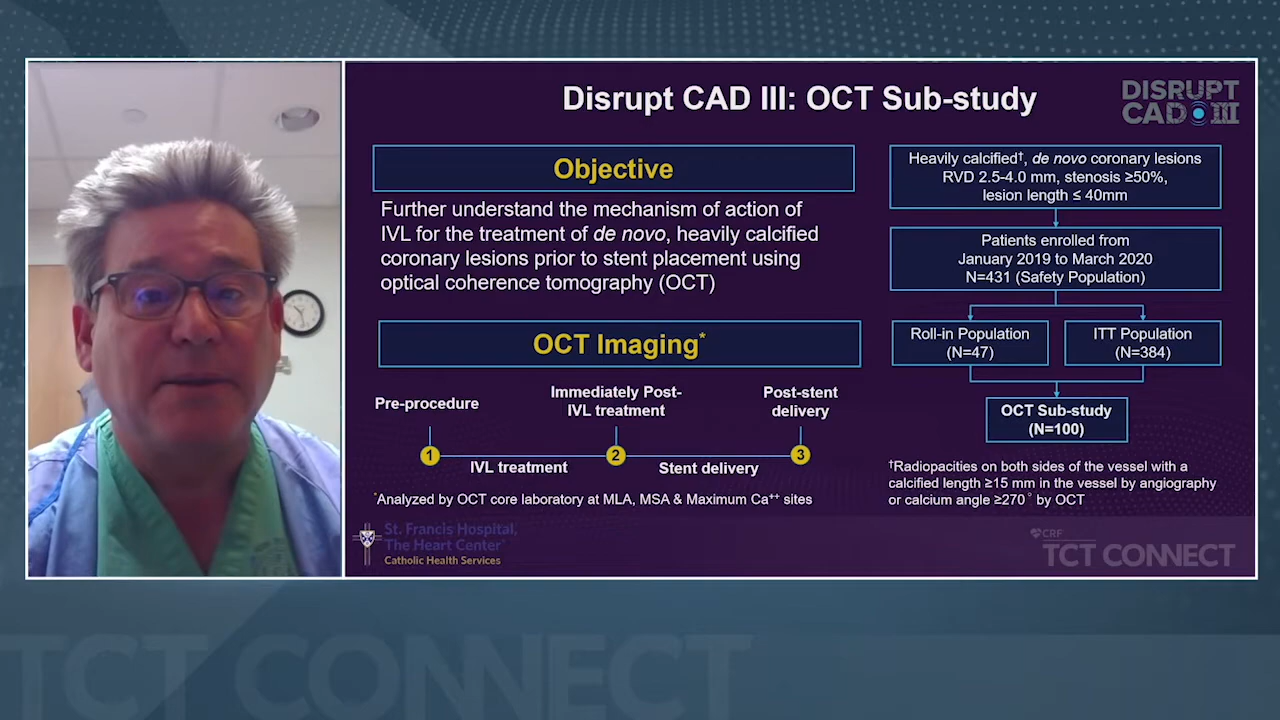 Disrupt CAD III: OCT Sub-study
DISRUPT
CAD III
Objective
Further understand the mechanism of action of
IVL for the treatment of de novo, heavily calcified
coronary lesions prior to stent placement using
optical coherence tomography (OCT)
OCT Imaging*
Pre-procedure
Immediately Post-
IVL treatment
Post-stent
delivery
1
2
3
IVL treatment
Stent delivery
*Analyzed by OCT core laboratory at MLA, MSA & Maximum Ca++ sites
Heavily calcified†, de novo coronary lesions
RVD 2.5-4.0 mm, stenosis ≥50%,
lesion length ≤ 40mm
Patients enrolled from
January 2019 to March 2020
N=431 (Safety Population)
Roll-in Population
(N=47)
ITT Population
(N=384)
OCT Sub-study
(N=100)
†Radiopacities on both sides of the vessel with a
calcified length ≥15 mm in the vessel by angiography
or calcium angle ≥270° by OCT
St. Francis Hospital,
The Heart Center
Catholic Health Services
CRF
TCT CONNECT
TCT CONNECT